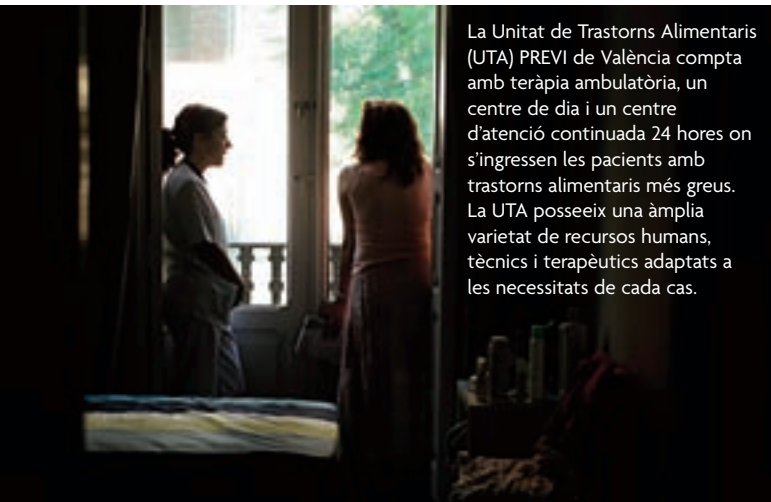 La Unitat de Trastorns Alimentaris
(UTA) PREVI de València compta
amb teràpia ambulatòria, un
centre de dia i un centre
d'atenció continuada 24 hores on
s'ingressen les pacients amb
trastorns alimentaris més greus.
La UTA posseeix una àmplia
varietat de recursos humans,
tècnics i terapèutics adaptats a
les necessitats de cada cas.